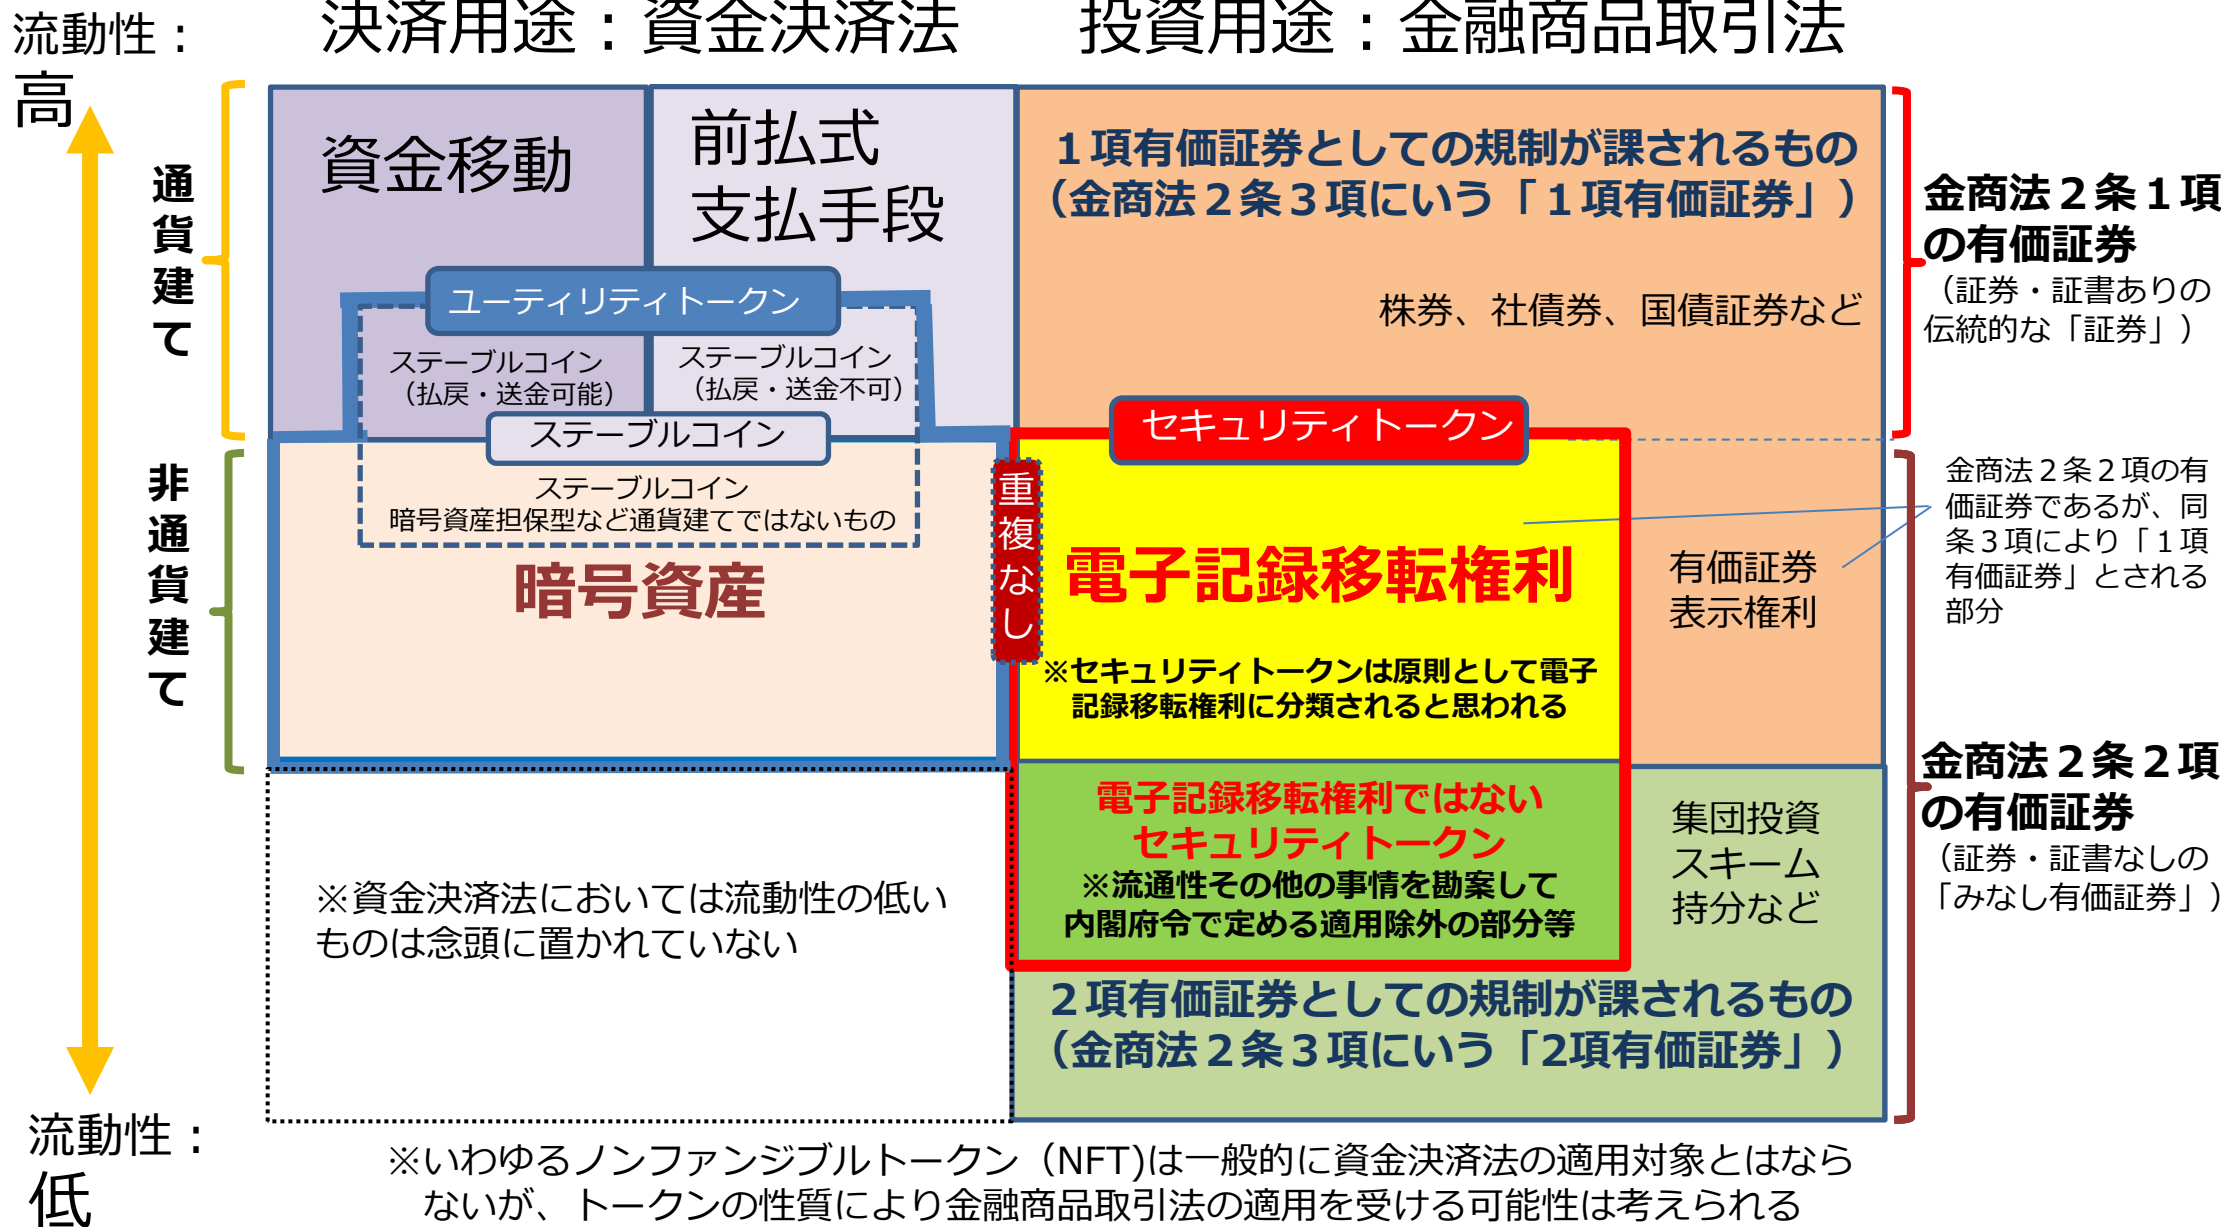 流動性：
高
決済用途：資金決済法
投資用途：金融商品取引法
通貨建て
資金移動
前払式
支払手段
１項有価証券としての規制が課されるもの
（金商法２条３項にいう「１項有価証券」）
株券、社債券、国債証券など
金商法２条１項
の有価証券
（証券・証書ありの
伝統的な「証券」）
ユーティリティトークン
ステーブルコイン
（払戻・送金可能）
ステーブルコイン
（払戻・送金不可）
ステーブルコイン
セキュリティトークン
非通貨建て
ステーブルコイン
暗号資産担保型など通貨建てではないもの
暗号資産
重複なし
電子記録移転権利
※セキュリティトークンは原則として電子
記録移転権利に分類されると思われる
有価証券
表示権利
金商法２条２項の有
価証券であるが、同
条３項により「１項
有価証券」とされる
部分
電子記録移転権利ではない
セキュリティトークン
※流通性その他の事情を勘案して
内閣府令で定める適用除外の部分等
集団投資
スキーム
持分など
金商法２条２項
の有価証券
（証券・証書なしの
「みなし有価証券」）
※資金決済法においては流動性の低い
ものは念頭に置かれていない
２項有価証券としての規制が課されるもの
（金商法２条３項にいう「2項有価証券」）
流動性：
低
※いわゆるノンファンジブルトークン（NFT)は一般的に資金決済法の適用対象とはなら
ないが、トークンの性質により金融商品取引法の適用を受ける可能性は考えられる